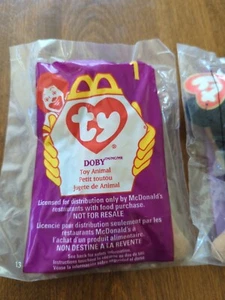 1
ty
DOBY
Toy Animal
Petit toutou
Jugete de Animal
Licensed for distribution only by McDonald's
restaurants with food purchase.
NOT FOR RESALE
Licencié pour distribution seulement par les
restaurants McDonald's à
l'achat d'un produit alimentaire.
NON DESTINÉ À LA REVENTE
ty